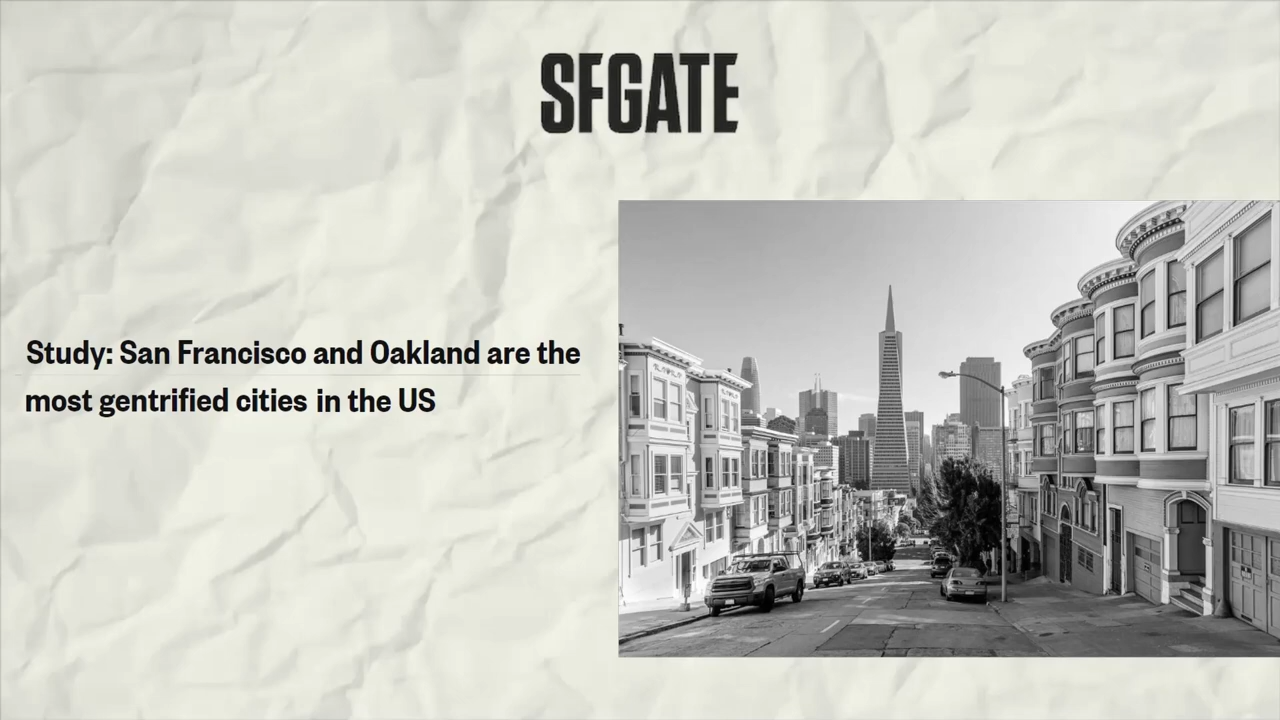 SFGATE
Study: San Francisco and Oakland are the
most gentrified cities in the US